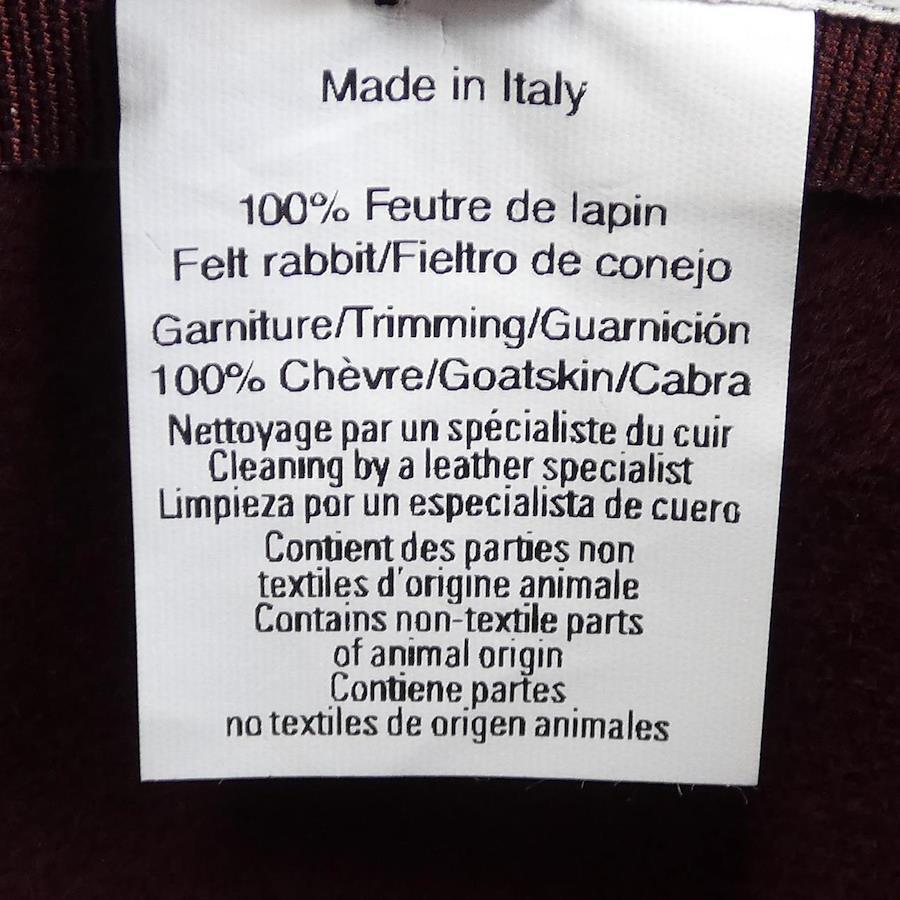 Made in Italy
100% Feutre de lapin
Felt rabbit/Fieltro de conejo
Garniture/Trimming/Guarnición
100% Chèvre/Goatskin/Cabra
Nettoyage par un spécialiste du cuir
Cleaning by a leather specialist
Limpieza por un especialista de cuero
Contient des parties non
textiles d'origine animale
Contains non-textile parts
of animal origin
Contiene partes
no textiles de origen animales